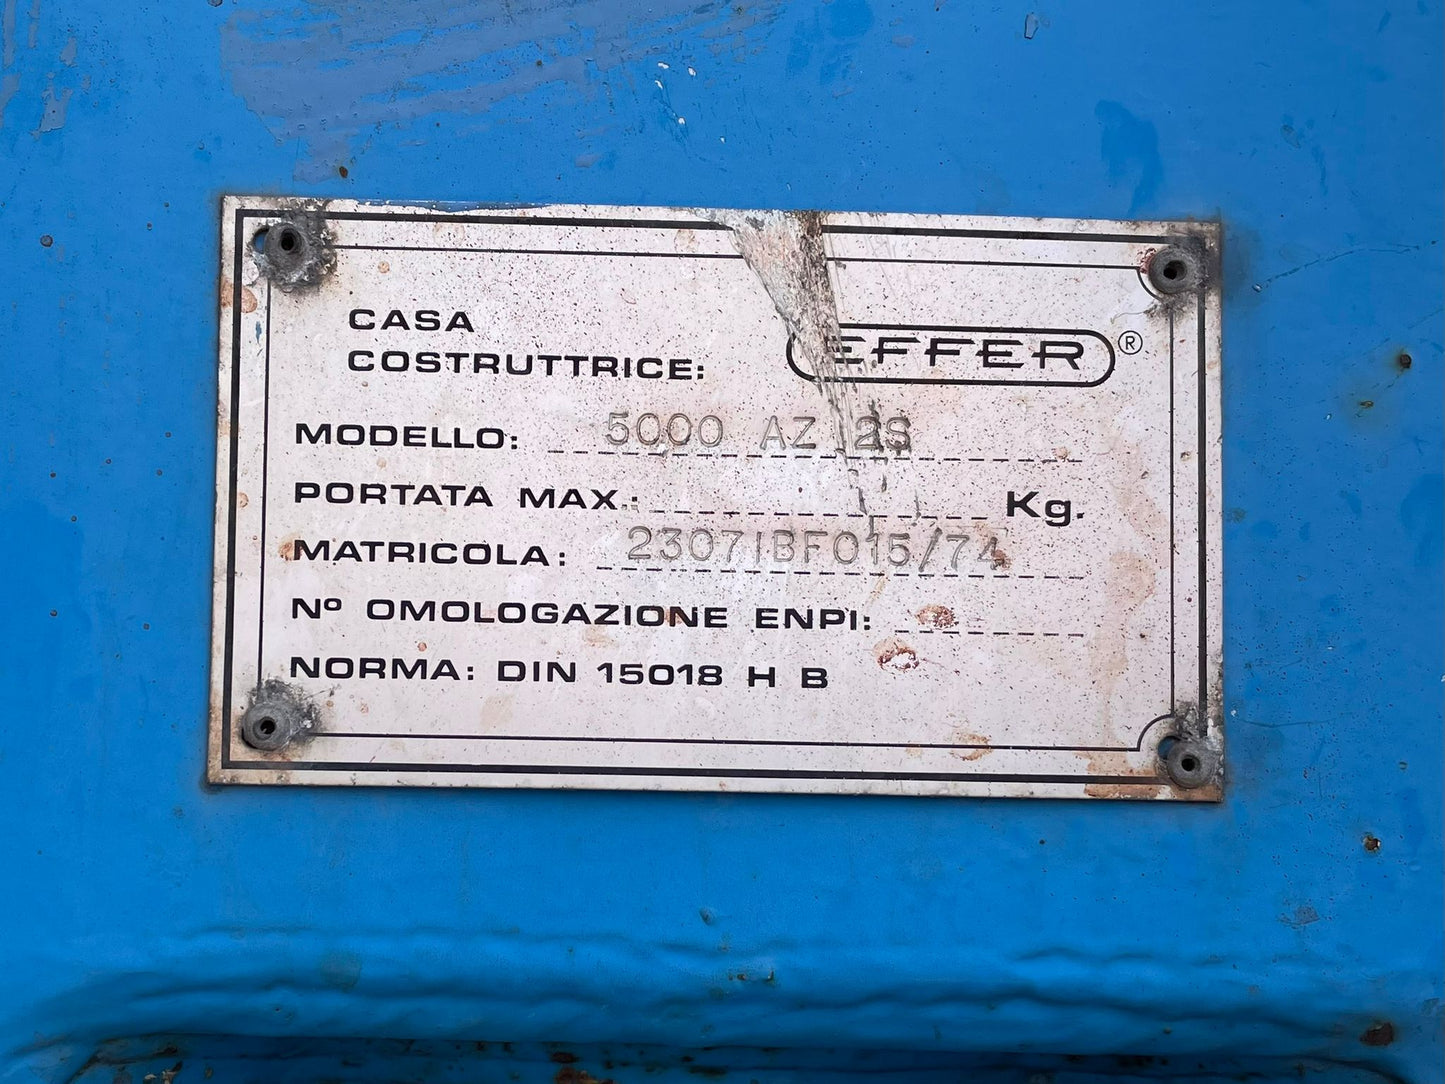 CASA
COSTRUTTRICE: EFFER ®
MODELLO: 5000 AZ 2S
PORTATA MAX.: Kg.
MATRICOLA: 23071BF015/74
Nº OMOLOGAZIONE ENPI:
NORMA: DIN 15018 H B